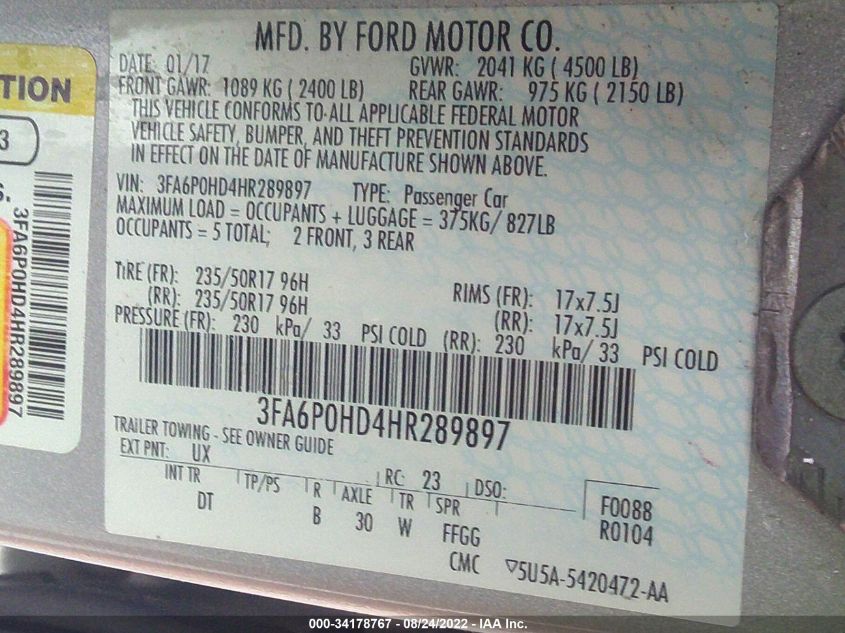 MFD. BY FORD MOTOR CO.
DATE: 01/17 GVWR: 2041 KG ( 4500 LB)
FRONT GAWR: 1089 KG ( 2400 LB) REAR GAWR: 975 KG ( 2150 LB)
THIS VEHICLE CONFORMS TO ALL APPLICABLE FEDERAL MOTOR
VEHICLE SAFETY, BUMPER, AND THEFT PREVENTION STANDARDS
IN EFFECT ON THE DATE OF MANUFACTURE SHOWN ABOVE.
VIN: 3FA6P0HD4HR289897 TYPE: Passenger Car
MAXIMUM LOAD = OCCUPANTS + LUGGAGE = 375KG/ 827LB
OCCUPANTS = 5 TOTAL; 2 FRONT, 3 REAR
TIRE (FR): 235/50R17 96H RIMS (FR): 17x7.5J
(RR): 235/50R17 96H (RR): 17x7.5J
PRESSURE (FR): 230 kPa/ 33 PSI COLD (RR): 230 kPa/ 33 PSI COLD
3FA6P0HD4HR289897
TRAILER TOWING - SEE OWNER GUIDE
EXT PNT: UX RC: 23 DSO:
INT TR TP/PS R AXLE TR SPR F0088
DT B 30 W FFGG R0104
CMC ▽5U5A-5420472-AA
TION
3
S.
3FA6P0HD4HR289897
000-34178767 - 08/24/2022 - IAA Inc.